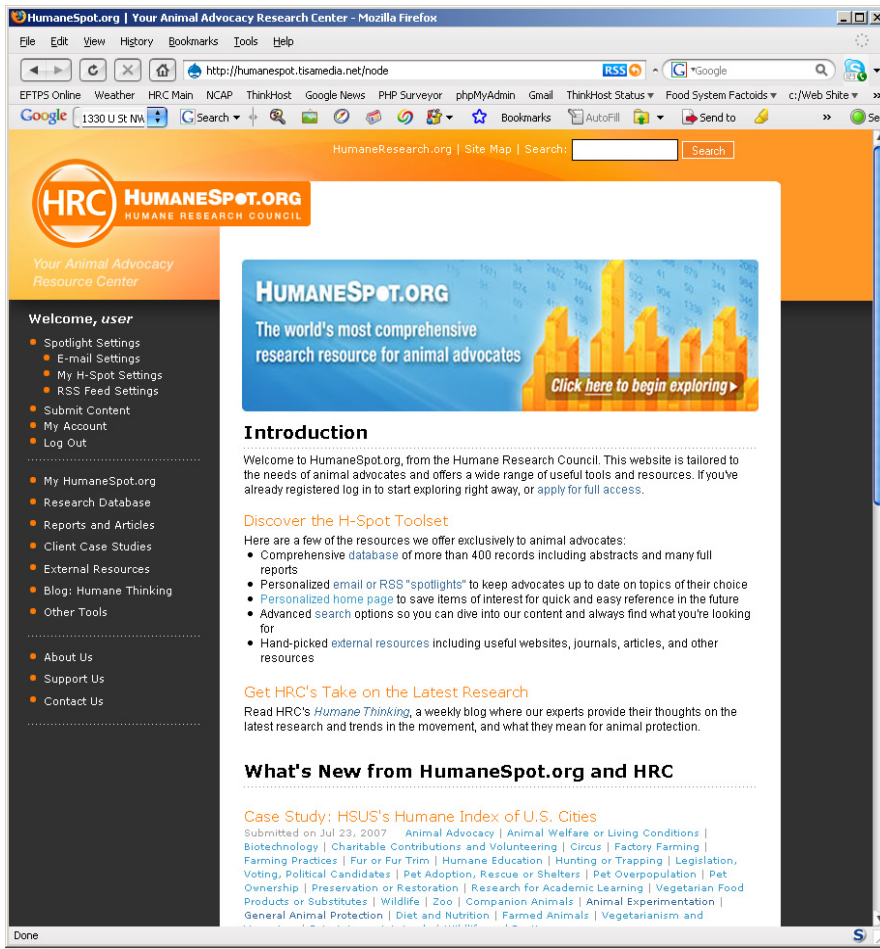 HumaneSpot.org | Your Animal Advocacy Research Center - Mozilla Firefox
File Edit View History Bookmarks Tools Help
http://humanespot.tisamedia.net/node RSS G Google
EFTPS Online Weather HRC Main NCAP ThinkHost Google News PHP Surveyor phpMyAdmin Gmail ThinkHost Status Food System Factoids c:/Web Shite »
Google 1330 U St NW G Search Bookmarks AutoFill Send to » Se
HumaneResearch.org | Site Map | Search: Search
HRC HUMANESPOT.ORG
HUMANE RESEARCH COUNCIL
Your Animal Advocacy
Resource Center
HUMANESPOT.ORG
The world's most comprehensive
research resource for animal advocates
Click here to begin exploring
Welcome, user
Spotlight Settings
E-mail Settings
My H-Spot Settings
RSS Feed Settings
Submit Content
My Account
Log Out
My HumaneSpot.org
Research Database
Reports and Articles
Client Case Studies
External Resources
Blog: Humane Thinking
Other Tools
About Us
Support Us
Contact Us
Introduction
Welcome to HumaneSpot.org, from the Humane Research Council. This website is tailored to
the needs of animal advocates and offers a wide range of useful tools and resources. If you've
already registered log in to start exploring right away, or apply for full access.
Discover the H-Spot Toolset
Here are a few of the resources we offer exclusively to animal advocates:
• Comprehensive database of more than 400 records including abstracts and many full
reports
• Personalized email or RSS "spotlights" to keep advocates up to date on topics of their choice
• Personalized home page to save items of interest for quick and easy reference in the future
• Advanced search options so you can dive into our content and always find what you're looking
for
• Hand-picked external resources including useful websites, journals, articles, and other
resources
Get HRC's Take on the Latest Research
Read HRC's Humane Thinking, a weekly blog where our experts provide their thoughts on the
latest research and trends in the movement, and what they mean for animal protection.
What's New from HumaneSpot.org and HRC
Case Study: HSUS's Humane Index of U.S. Cities
Submitted on Jul 23, 2007 Animal Advocacy | Animal Welfare or Living Conditions |
Biotechnology | Charitable Contributions and Volunteering | Circus | Factory Farming |
Farming Practices | Fur or Fur Trim | Humane Education | Hunting or Trapping | Legislation,
Voting, Political Candidates | Pet Adoption, Rescue or Shelters | Pet Overpopulation | Pet
Ownership | Preservation or Restoration | Research for Academic Learning | Vegetarian Food
Products or Substitutes | Wildlife | Zoo | Companion Animals | Animal Experimentation |
General Animal Protection | Diet and Nutrition | Farmed Animals | Vegetarianism and
Done